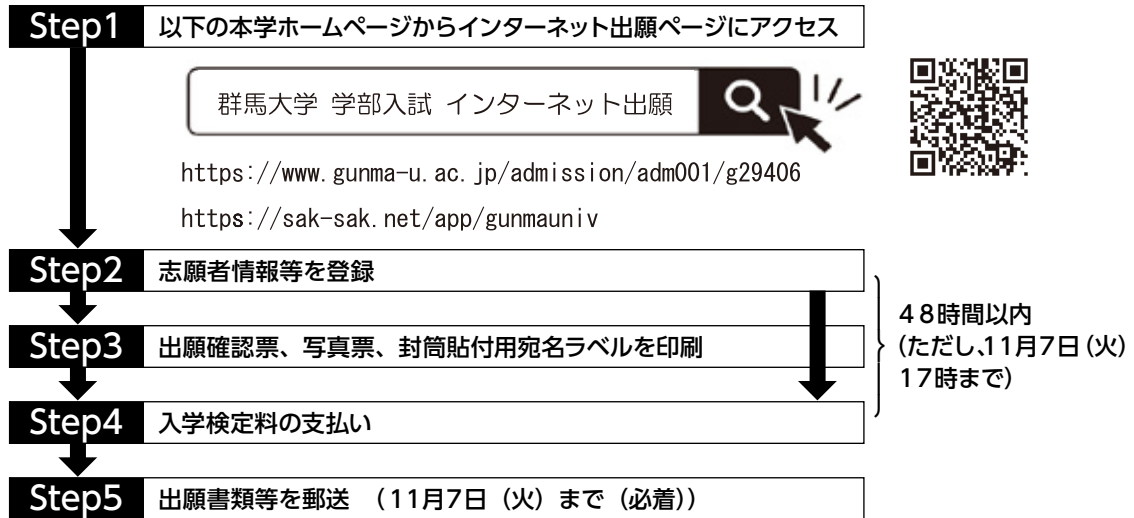 Step1 以下の本学ホームページからインターネット出願ページにアクセス
群馬大学 学部入試 インターネット出願
https://www.gunma-u.ac.jp/admission/adm001/g29406
https://sak-sak.net/app/gunmauniv
Step2 志願者情報等を登録
Step3 出願確認票、写真票、封筒貼付用宛名ラベルを印刷
Step4 入学検定料の支払い
48時間以内
(ただし、11月7日(火)
17時まで)
Step5 出願書類等を郵送 (11月7日(火)まで(必着))